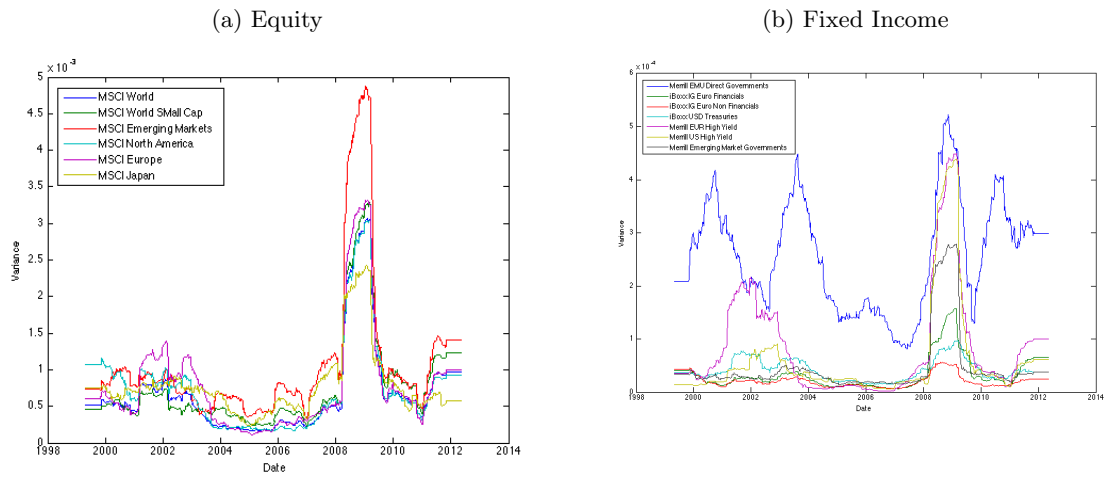 (a) Equity
(b) Fixed Income
× 10⁻³
MSCI World
MSCI World SMall Cap
MSCI Emerging Markets
MSCI North America
MSCI Europe
MSCI Japan
5
4.5
4
3.5
3
2.5
2
1.5
1
0.5
0
Variance
1998 2000 2002 2004 2006 2008 2010 2012 2014
Date
× 10⁻⁴
Merrill EMU Direct Governments
iBoxx IG Euro Financials
iBoxx IG Euro Non Financials
iBoxx USD Treasuries
Merrill EUR High Yield
Merrill US High Yield
Merrill Emerging Market Governments
6
5
4
3
2
1
0
Variance
1998 2000 2002 2004 2006 2008 2010 2012 2014
Date